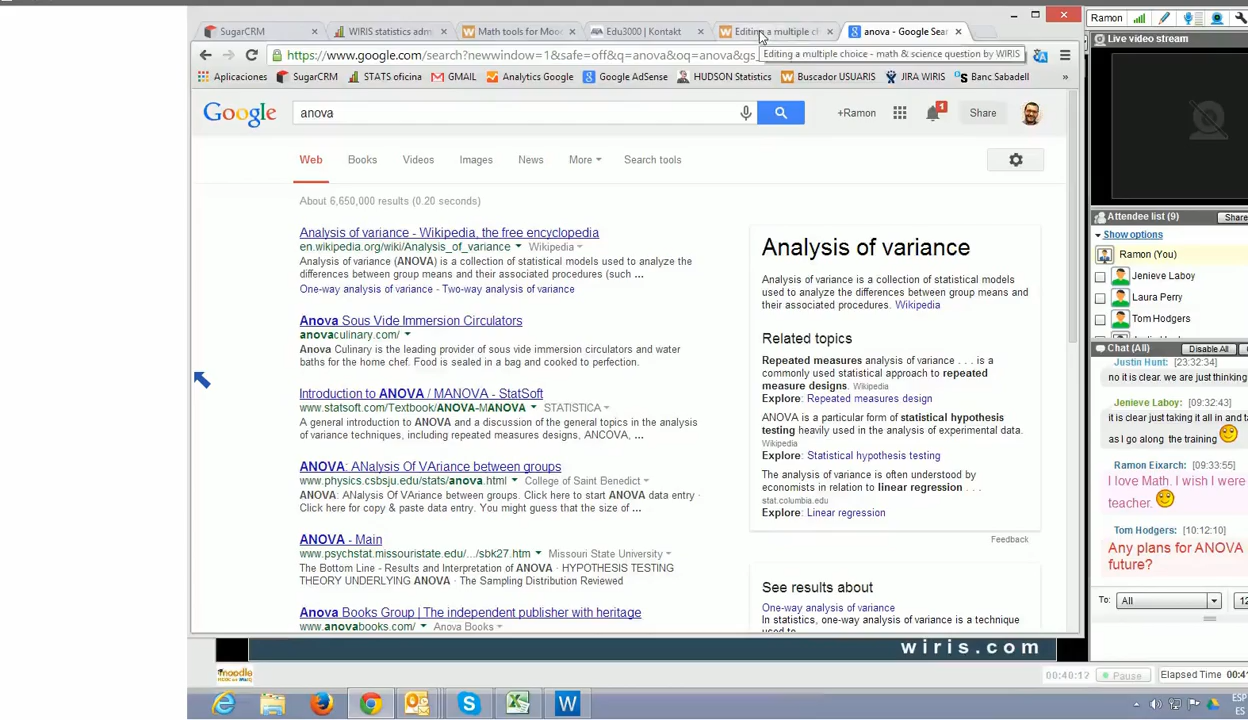 Ramon
SugarCRM
WIRIS statistics adm
Math tools for Moo
Edu3000 | Kontakt
Editing a multiple ch
anova - Google Sea
Live video stream
https://www.google.com/search?newwindow=1&safe=off&q=anova&oq=anova&gs_
Editing a multiple choice - math & science question by WIRIS
Aplicaciones
SugarCRM
STATS oficina
GMAIL
Analytics Google
Google AdSense
HUDSON Statistics
Buscador USUARIS
JIRA WIRIS
Banc Sabadell
»
Google
anova
+Ramon
1
Share
Web
Books
Videos
Images
News
More
Search tools
About 6,650,000 results (0.20 seconds)
Analysis of variance - Wikipedia, the free encyclopedia
en.wikipedia.org/wiki/Analysis_of_variance
Wikipedia
Analysis of variance (ANOVA) is a collection of statistical models used to analyze the
differences between group means and their associated procedures (such ...
One-way analysis of variance - Two-way analysis of variance
Anova Sous Vide Immersion Circulators
anovaculinary.com/
Anova Culinary is the leading provider of sous vide immersion circulators and water
baths for the home chef. Food is sealed in a bag and cooked to perfection.
Introduction to ANOVA / MANOVA - StatSoft
www.statsoft.com/Textbook/ANOVA-MANOVA
STATISTICA
A general introduction to ANOVA and a discussion of the general topics in the analysis
of variance techniques, including repeated measures designs, ANCOVA, ...
ANOVA: ANalysis Of VAriance between groups
www.physics.csbsju.edu/stats/anova.html
College of Saint Benedict
ANOVA: ANalysis Of VAriance between groups. Click here to start ANOVA data entry ·
Click here for copy & paste data entry. You might guess that the size of ...
ANOVA - Main
www.psychstat.missouristate.edu/.../sbk27.htm
Missouri State University
The Bottom Line - Results and Interpretation of ANOVA · HYPOTHESIS TESTING
THEORY UNDERLYING ANOVA · The Sampling Distribution Reviewed
Anova Books Group | The independent publisher with heritage
www.anovabooks.com/
Anova Books
Analysis of variance
Analysis of variance is a collection of statistical models
used to analyze the differences between group means and
their associated procedures. Wikipedia
Related topics
Repeated measures analysis of variance . . . is a
commonly used statistical approach to repeated
measure designs. Wikipedia
Explore: Repeated measures design
ANOVA is a particular form of statistical hypothesis
testing heavily used in the analysis of experimental data.
Wikipedia
Explore: Statistical hypothesis testing
The analysis of variance is often understood by
economists in relation to linear regression . . .
stat.columbia.edu
Explore: Linear regression
Feedback
See results about
One-way analysis of variance
In statistics, one-way analysis of variance is a technique
used to
Attendee list (9)
Share
Show options
Ramon (You)
Jenieve Laboy
Laura Perry
Tom Hodgers
Chat (All)
Disable All
Justin Hunt: [23:32:34]
no it is clear. we are just thinking
Jenieve Laboy: [09:32:43]
it is clear just taking it all in and ta
as I go along the training
Ramon Eixarch: [09:33:55]
I love Math. I wish I were
teacher.
Tom Hodgers: [10:12:10]
Any plans for ANOVA
future?
To:
All
12
wiris.com
moodle
00:40:12
Pause
Elapsed Time
00:41
ESP
ES